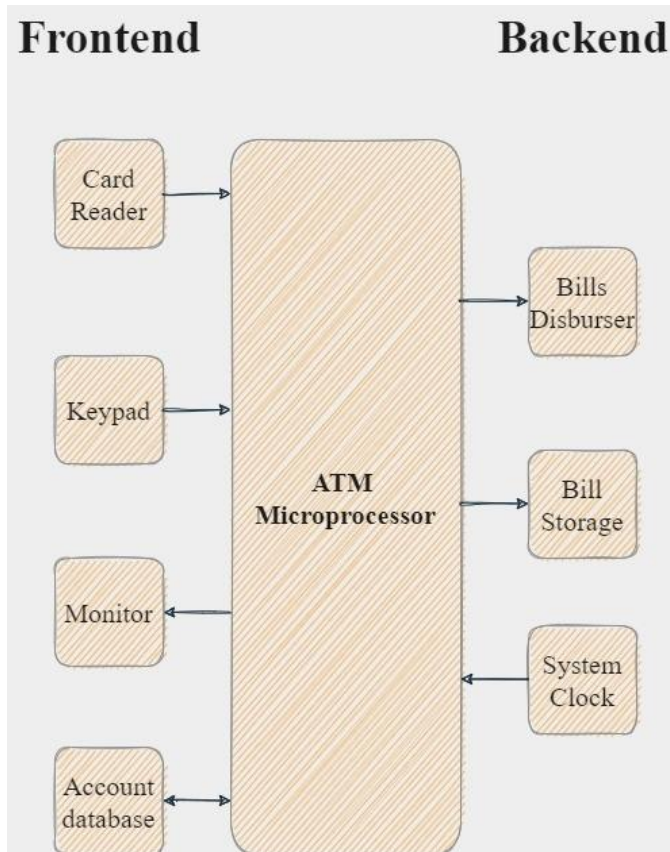 Frontend
Backend
Card
Reader
Keypad
Monitor
Account
database
ATM
Microprocessor
Bills
Disburser
Bill
Storage
System
Clock